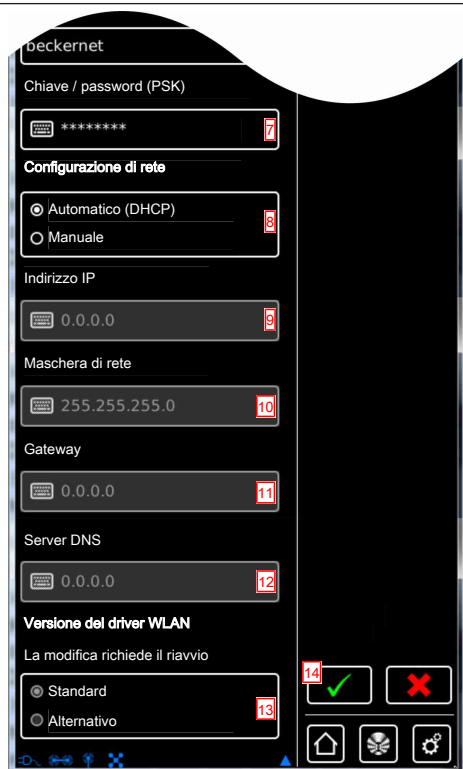 beckernet
Chiave / password (PSK)
******** 7
Configurazione di rete
Automatico (DHCP)
8
Manuale
Indirizzo IP
0.0.0.0 9
Maschera di rete
255.255.255.0 10
Gateway
0.0.0.0 11
Server DNS
0.0.0.0 12
Versione del driver WLAN
La modifica richiede il riavvio
14
Standard
13
Alternativo